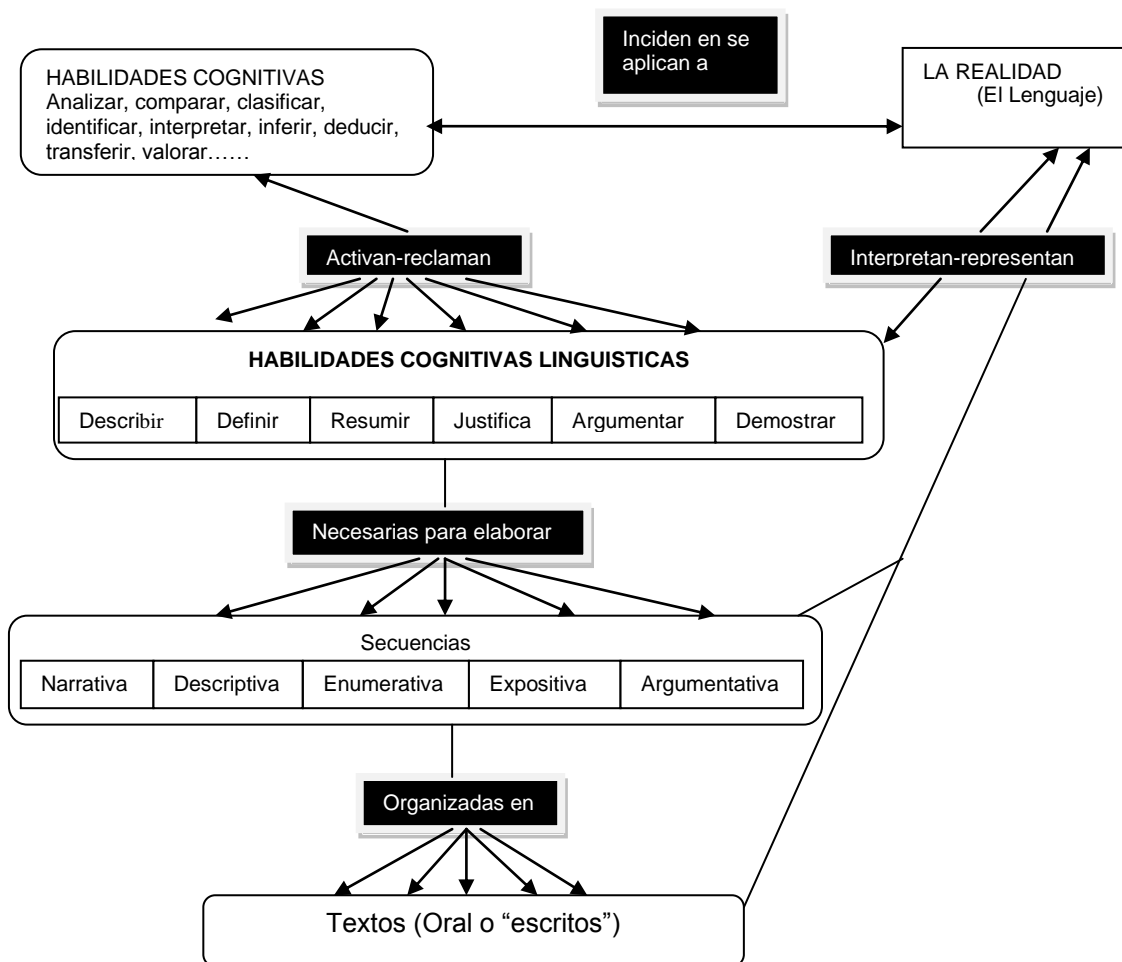 Inciden en se
aplican a
HABILIDADES COGNITIVAS
Analizar, comparar, clasificar,
identificar, interpretar, inferir, deducir,
transferir, valorar……
LA REALIDAD
(El Lenguaje)
Activan-reclaman
Interpretan-representan
HABILIDADES COGNITIVAS LINGUISTICAS
Describir
Definir
Resumir
Justifica
Argumentar
Demostrar
Necesarias para elaborar
Secuencias
Narrativa
Descriptiva
Enumerativa
Expositiva
Argumentativa
Organizadas en
Textos (Oral o “escritos”)